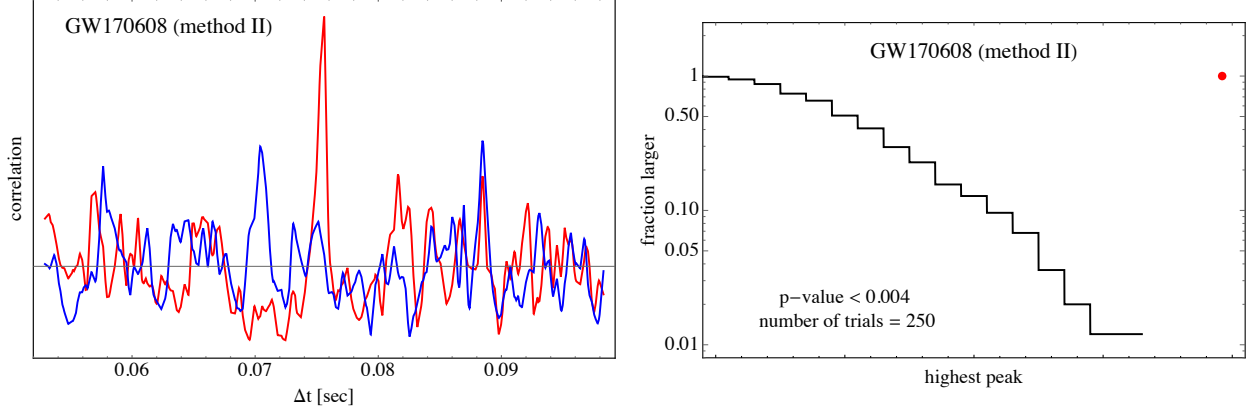 GW170608 (method II)
correlation
0.06 0.07 0.08 0.09
Δt [sec]
GW170608 (method II)
fraction larger
1
0.50
0.10
0.05
0.01
p−value < 0.004
number of trials = 250
highest peak